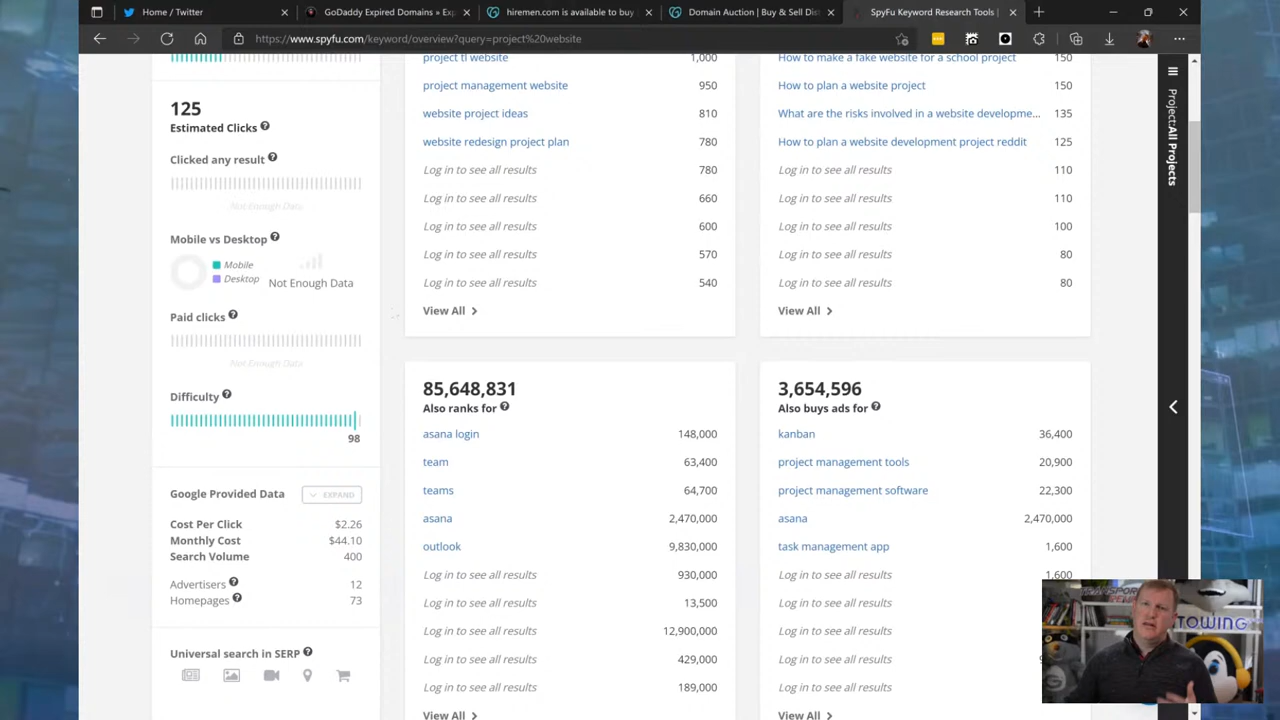 Home / Twitter
GoDaddy Expired Domains » Ex
hiremen.com is available to buy
Domain Auction | Buy & Sell Dist
SpyFu Keyword Research Tools |
https://www.spyfu.com/keyword/overview?query=project%20website
125
Estimated Clicks
Clicked any result
Not Enough Data
Mobile vs Desktop
Mobile
Desktop
Not Enough Data
Paid clicks
Not Enough Data
Difficulty
98
Google Provided Data
EXPAND
Cost Per Click $2.26
Monthly Cost $44.10
Search Volume 400
Advertisers 12
Homepages 73
Universal search in SERP
project tl website 1,000
project management website 950
website project ideas 810
website redesign project plan 780
Log in to see all results 780
Log in to see all results 660
Log in to see all results 600
Log in to see all results 570
Log in to see all results 540
View All
How to make a fake website for a school project 150
How to plan a website project 150
What are the risks involved in a website developme... 135
How to plan a website development project reddit 125
Log in to see all results 110
Log in to see all results 110
Log in to see all results 100
Log in to see all results 80
Log in to see all results 80
View All
85,648,831
Also ranks for
asana login 148,000
team 63,400
teams 64,700
asana 2,470,000
outlook 9,830,000
Log in to see all results 930,000
Log in to see all results 13,500
Log in to see all results 12,900,000
Log in to see all results 429,000
Log in to see all results 189,000
View All
3,654,596
Also buys ads for
kanban 36,400
project management tools 20,900
project management software 22,300
asana 2,470,000
task management app 1,600
Log in to see all results 1,600
Log in to see all results
Log in to see all results
Log in to see all results
Log in to see all results
View All
Project:All Projects
TOWING